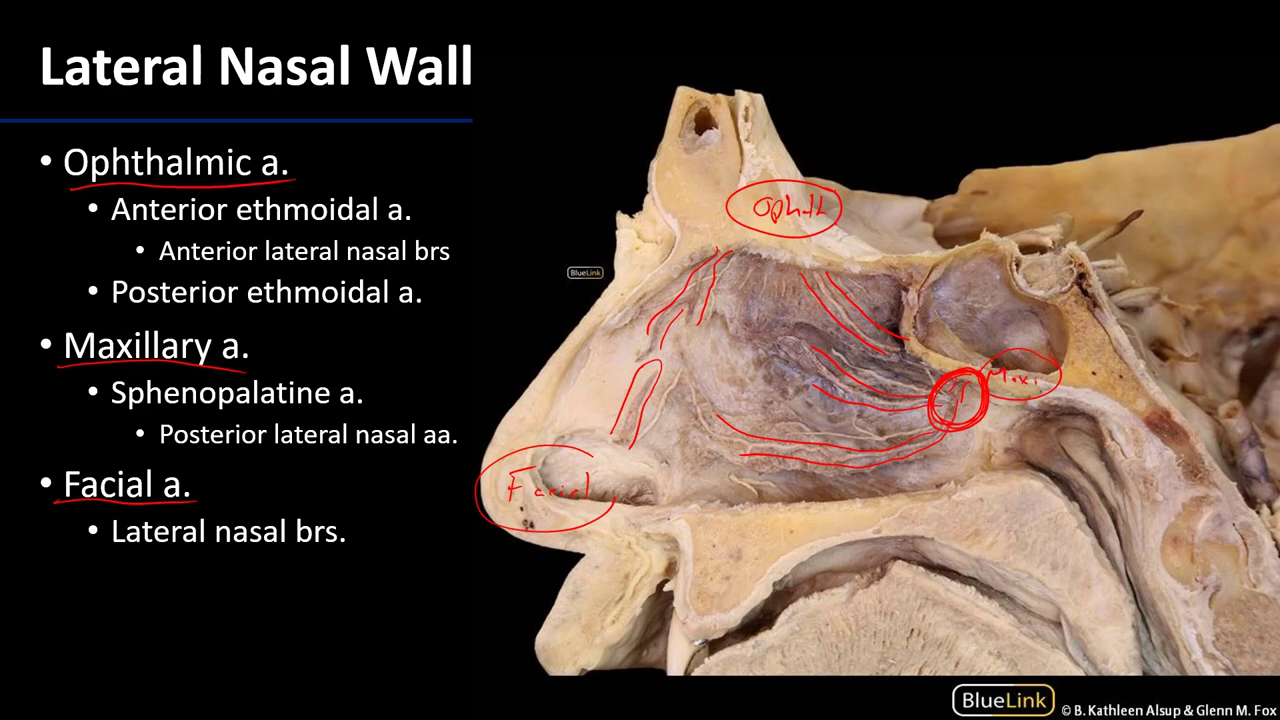 Lateral Nasal Wall
• Ophthalmic a.
• Anterior ethmoidal a.
• Anterior lateral nasal brs
• Posterior ethmoidal a.
• Maxillary a.
• Sphenopalatine a.
• Posterior lateral nasal aa.
• Facial a.
• Lateral nasal brs.
Ophth
BlueLink
Maxi.
Facial
BlueLink © B. Kathleen Alsup & Glenn M. Fox